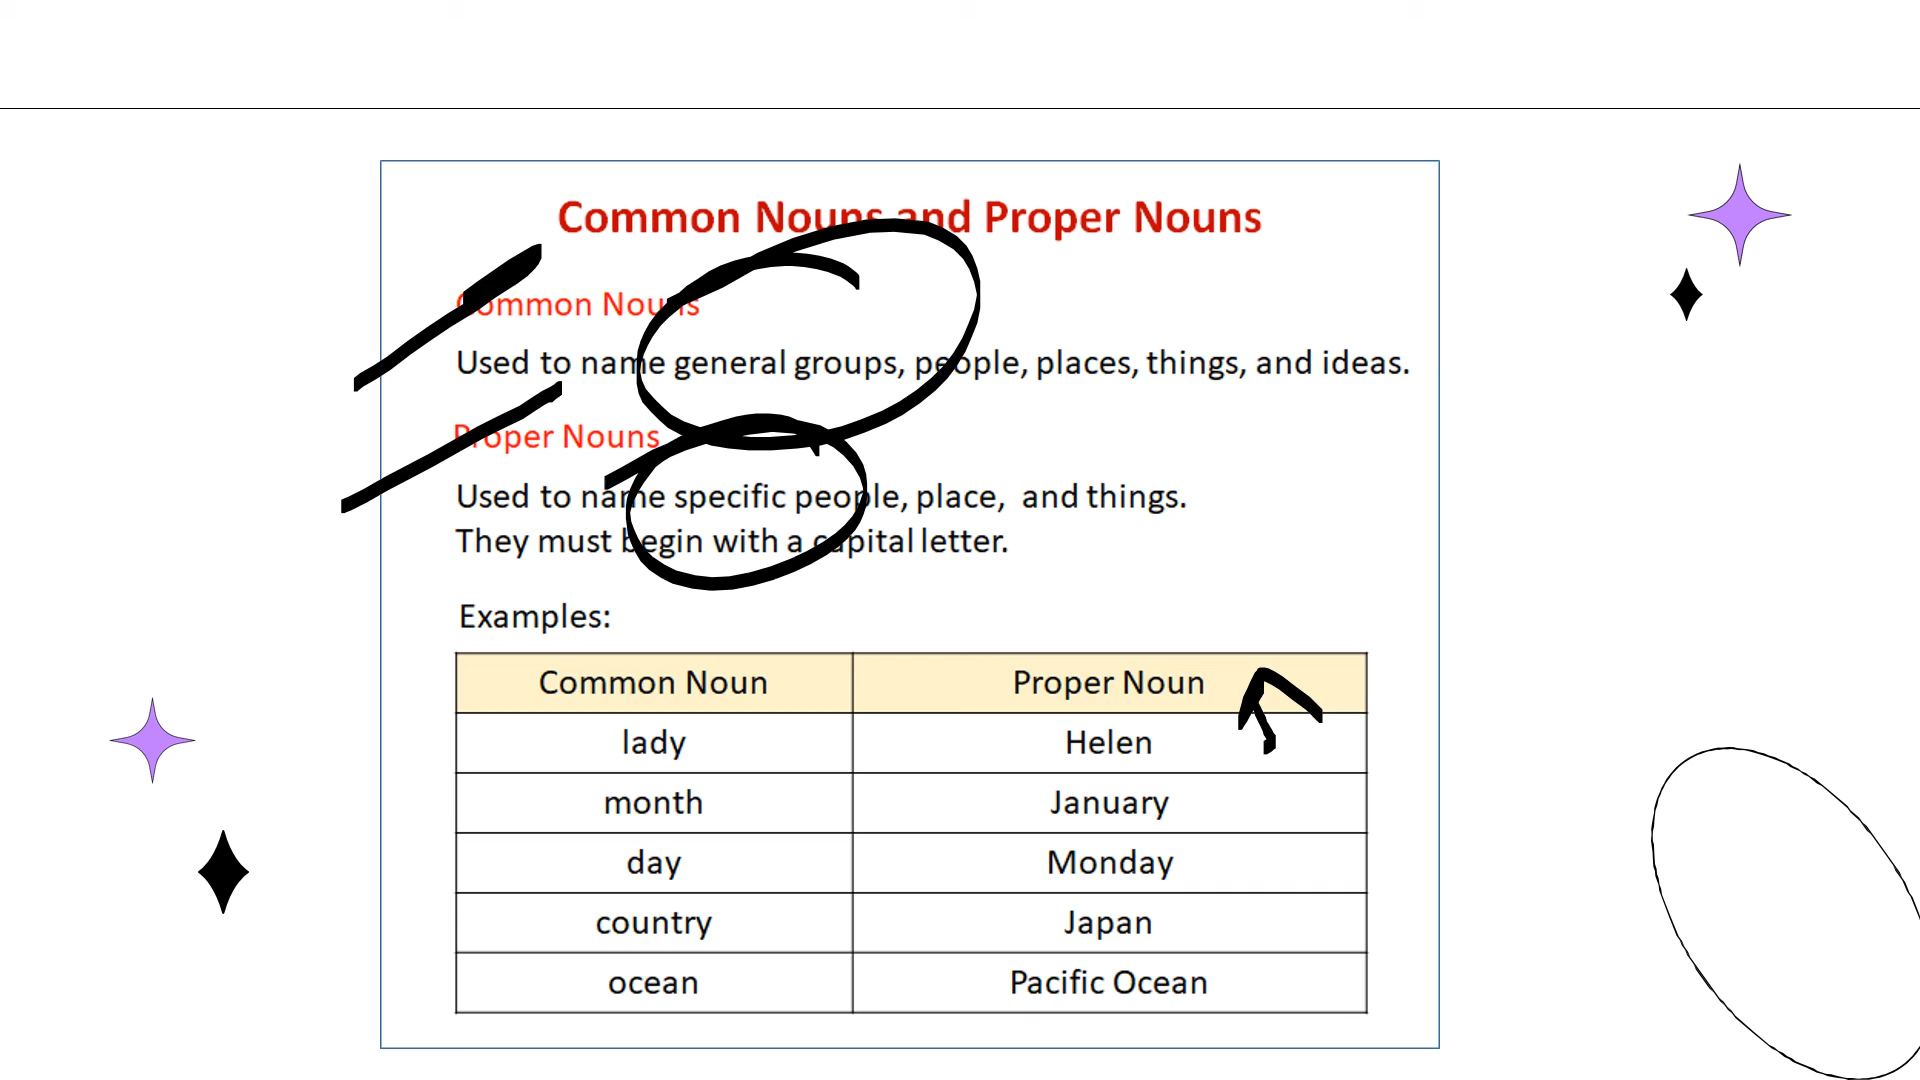 Common Nouns and Proper Nouns
Common Nouns
Used to name general groups, people, places, things, and ideas.
Proper Nouns
Used to name specific people, place, and things.
They must begin with a capital letter.
Examples:
Common Noun Proper Noun
lady Helen
month January
day Monday
country Japan
ocean Pacific Ocean